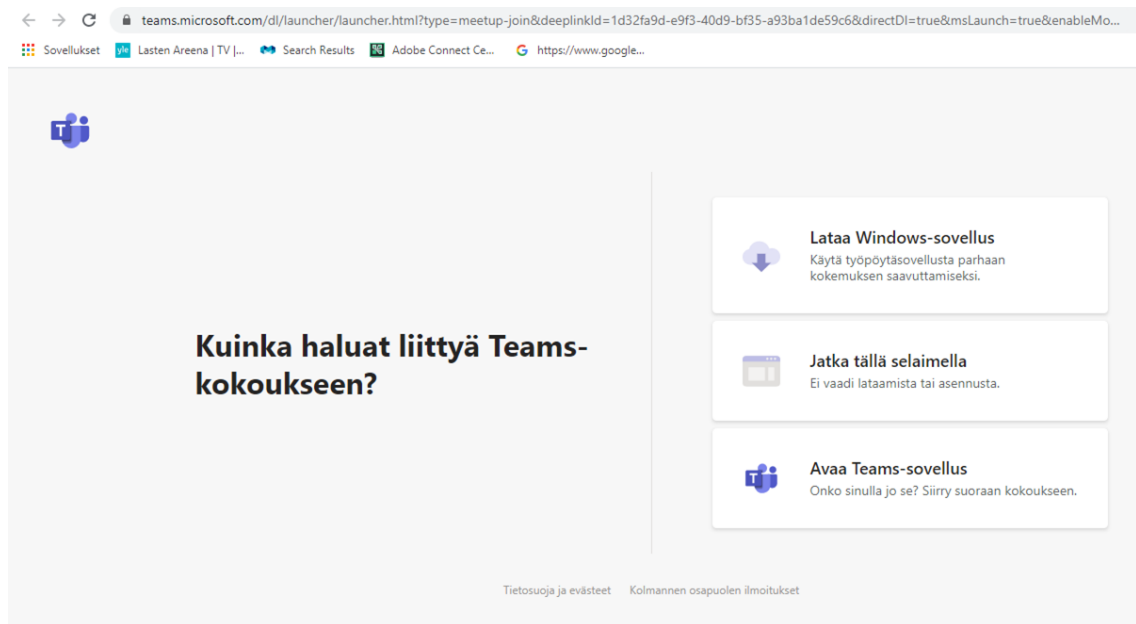 teams.microsoft.com/dl/launcher/launcher.html?type=meetup-join&deeplinkId=1d32fa9d-e9f3-40d9-bf35-a93ba1de59c6&directDl=true&msLaunch=true&enableMo...
Sovellukset yle Lasten Areena | TV |... Search Results Adobe Connect Ce... G https://www.google...
T
Kuinka haluat liittyä Teams-
kokoukseen?
Lataa Windows-sovellus
Käytä työpöytäsovellusta parhaan
kokemuksen saavuttamiseksi.
Jatka tällä selaimella
Ei vaadi lataamista tai asennusta.
T
Avaa Teams-sovellus
Onko sinulla jo se? Siirry suoraan kokoukseen.
Tietosuoja ja evästeet Kolmannen osapuolen ilmoitukset